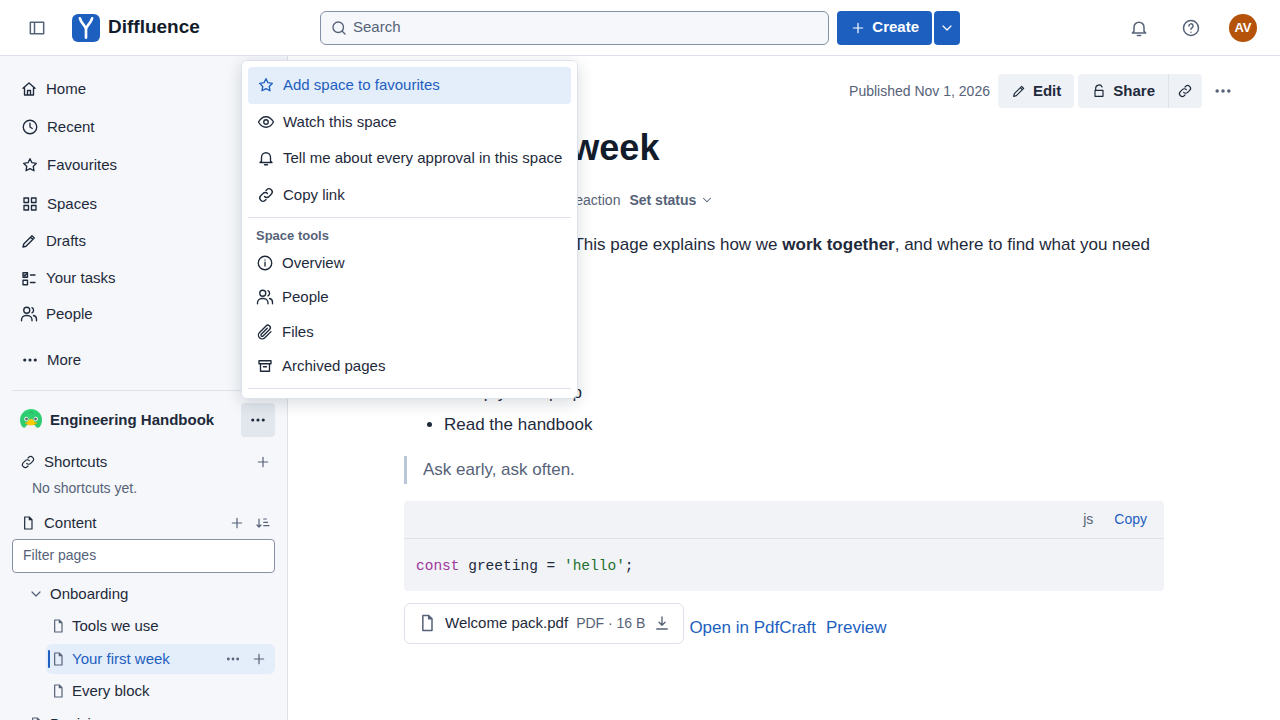 Diffluence
Search
Create
AV
Home
Recent
Favourites
Spaces
Drafts
Your tasks
People
More
Engineering Handbook
Shortcuts
No shortcuts yet.
Content
Filter pages
Onboarding
Tools we use
Your first week
Every block
Add space to favourites
Watch this space
Tell me about every approval in this space
Copy link
Space tools
Overview
People
Files
Archived pages
Published Nov 1, 2026
Edit
Share
week
eaction Set status
This page explains how we work together, and where to find what you need
Read the handbook
Ask early, ask often.
js Copy
const greeting = 'hello';
Welcome pack.pdf PDF · 16 B
Open in PdfCraft Preview